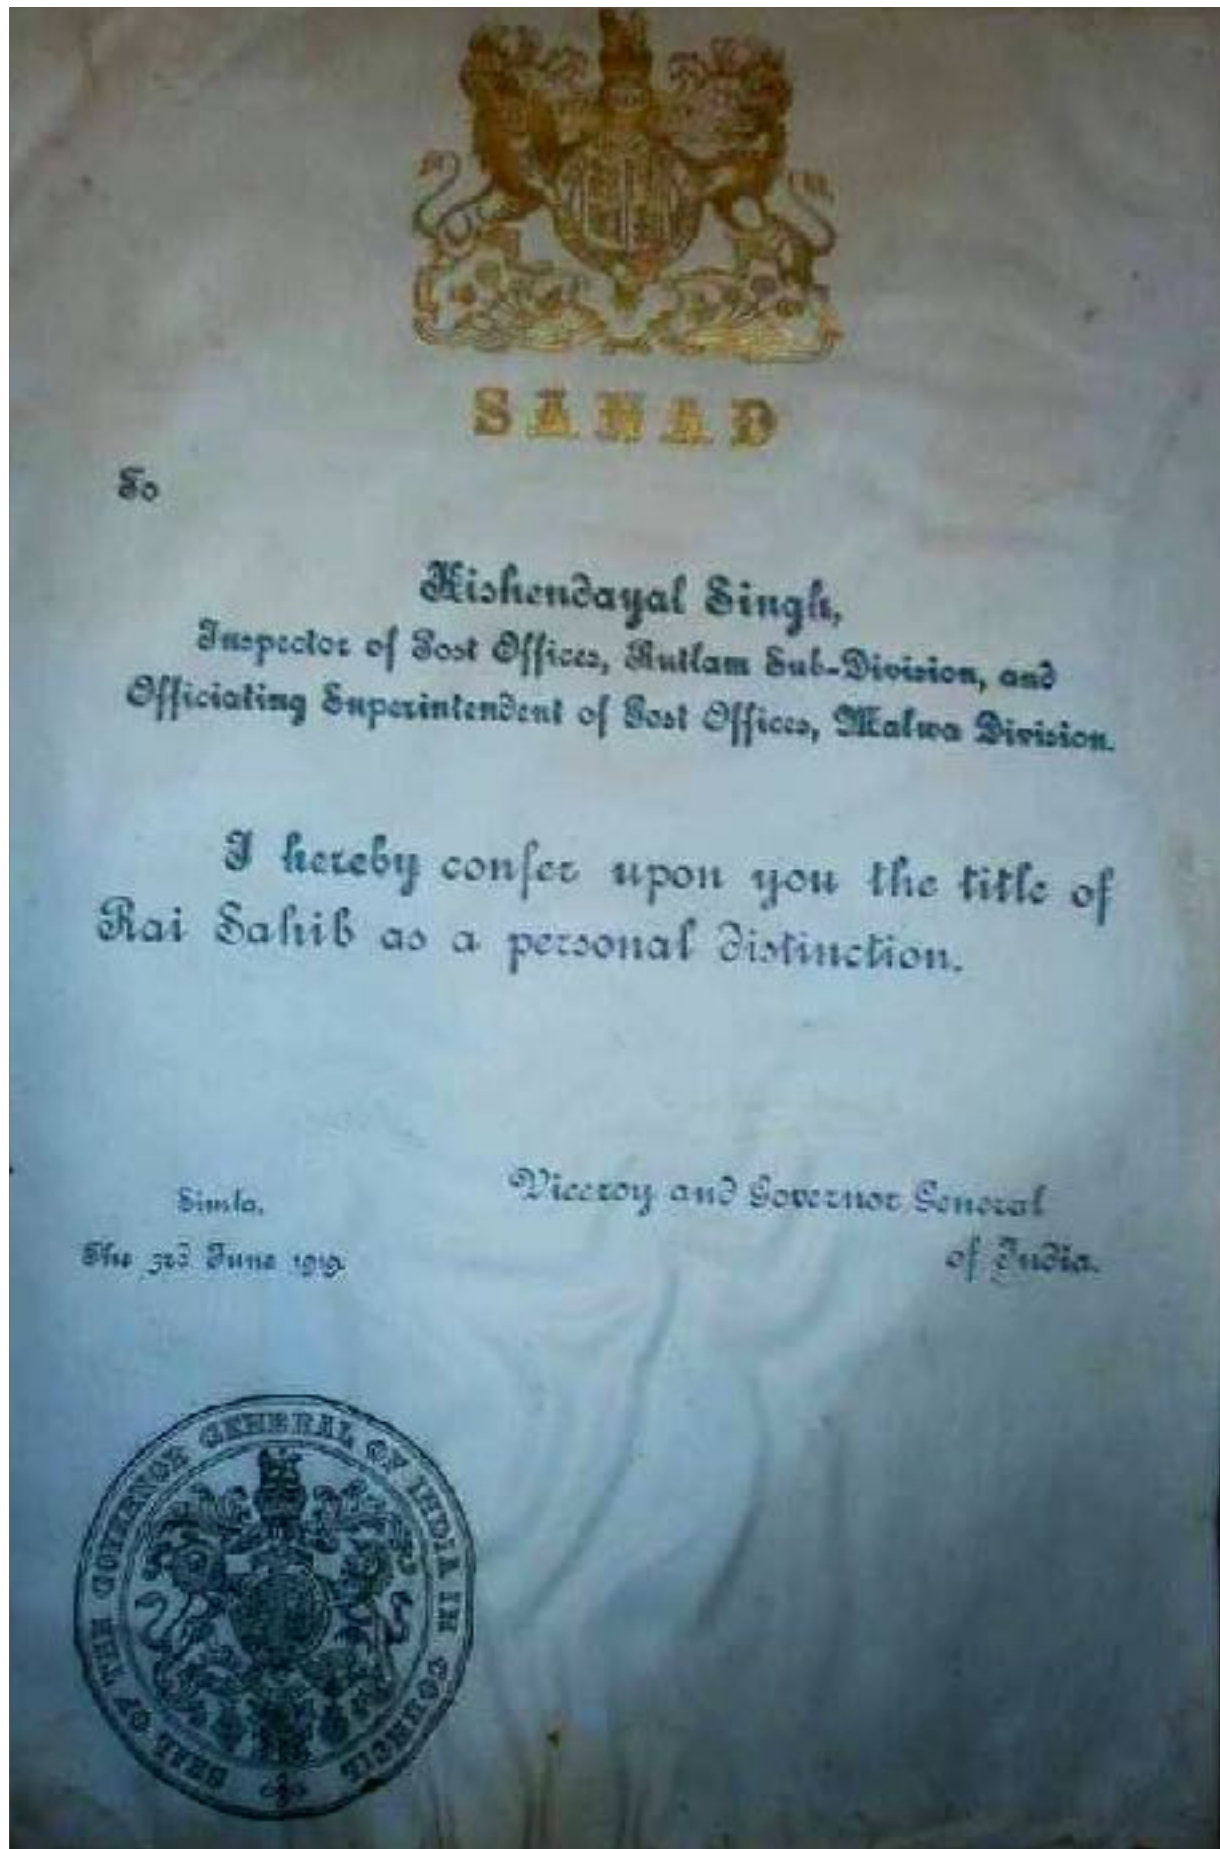 SANAD
To
Kishendayal Singh,
Inspector of Post Offices, Rutlam Sub-Division, and
Officiating Superintendent of Post Offices, Malwa Division.
I hereby confer upon you the title of
Rai Sahib as a personal distinction.
Viceroy and Governor General
of India.
Simla,
The 3rd June 1919.
SEAL OF THE GOVERNOR GENERAL OF INDIA IN COUNCIL